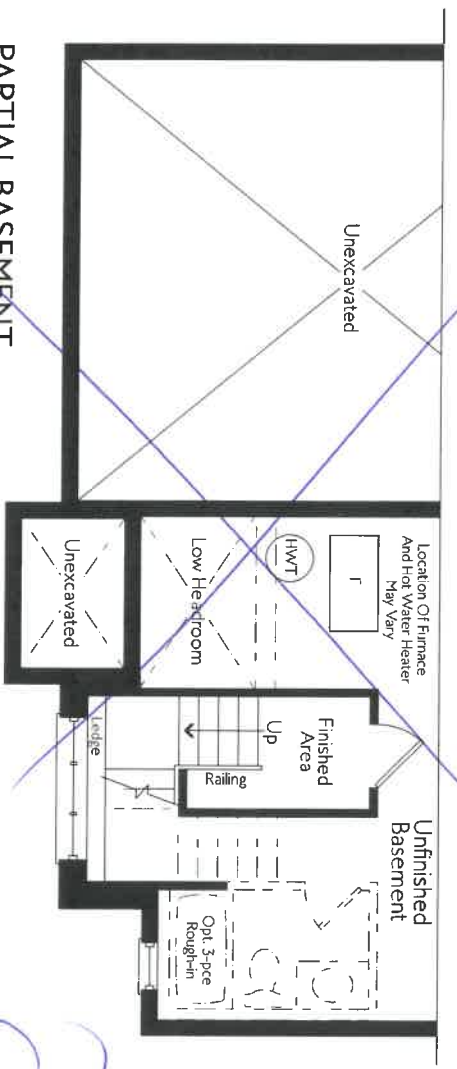 PARTIAL BASEMENT
Unexcavated
Location Of Furnace
And Hot Water Heater
May Vary
HWT
Low Headroom
Unexcavated
Finished
Area
Up
Railing
Ledge
Unfinished
Basement
Opt. 3-pce
Rough-in